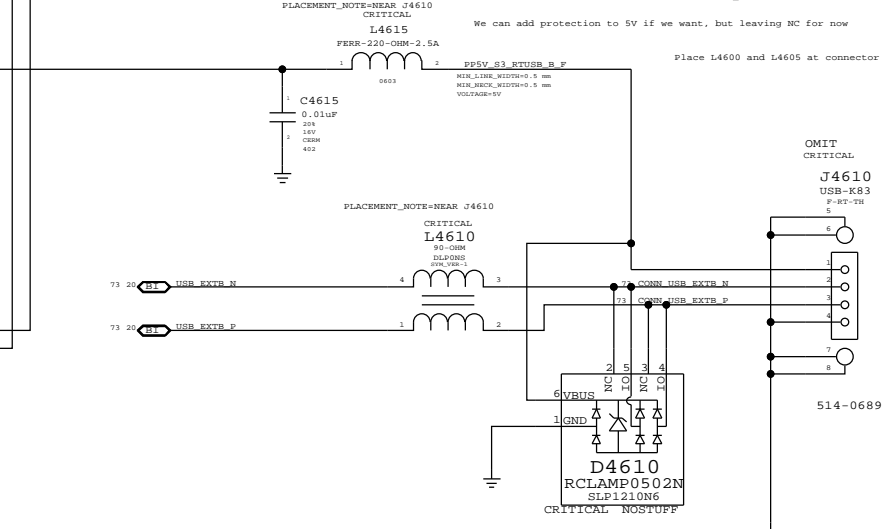 PLACEMENT_NOTE=NEAR J4610
CRITICAL
L4615
FERR-220-OHM-2.5A
1
2
0603
PP5V_S3_RTUSB_B_F
MIN_LINE_WIDTH=0.5 mm
MIN_NECK_WIDTH=0.5 mm
VOLTAGE=5V
We can add protection to 5V if we want, but leaving NC for now
Place L4600 and L4605 at connector
1
C4615
0.01uF
20%
16V
CERM
402
2
OMIT
CRITICAL
J4610
USB-K83
F-RT-TH
5
6
1
2
3
4
7
8
514-0689
PLACEMENT_NOTE=NEAR J4610
CRITICAL
L4610
90-OHM
DLP0NS
SYM_VER-1
4
3
1
2
73 20
BI
USB_EXTB_N
73 20
BI
USB_EXTB_P
73
CONN_USB_EXTB_N
73
CONN_USB_EXTB_P
2 5 3 4
NC IO NC IO
6 VBUS
1 GND
D4610
RCLAMP0502N
SLP1210N6
CRITICAL NOSTUFF